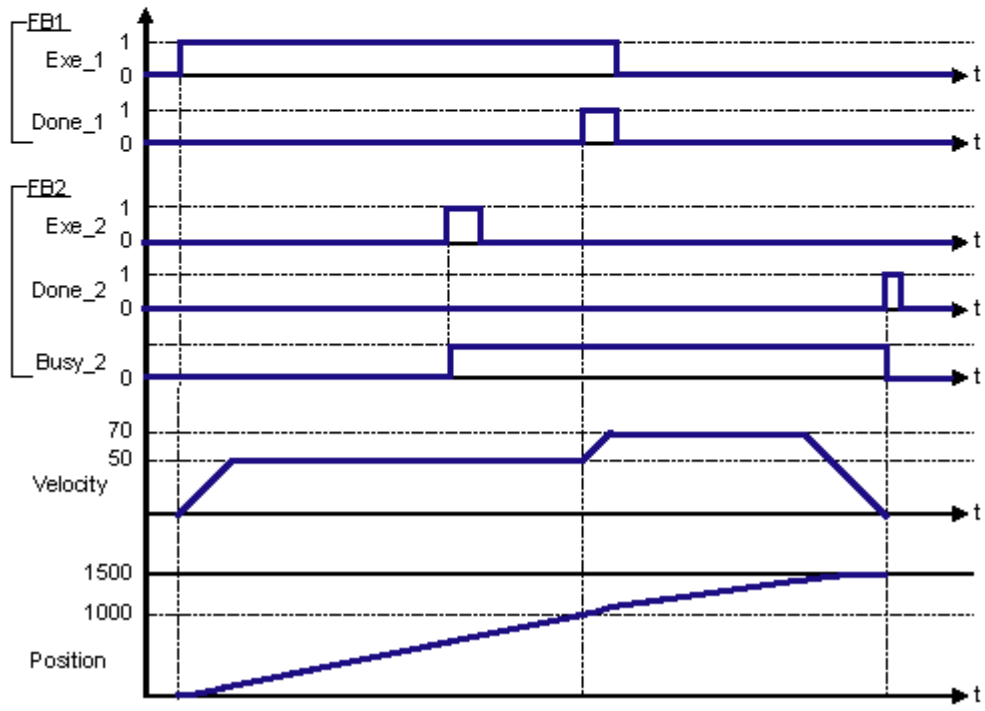 FB1
1
Exe_1
0
t
1
Done_1
0
t
FB2
1
Exe_2
0
t
1
Done_2
0
t
Busy_2
0
t
70
50
Velocity
t
1500
1000
Position
t